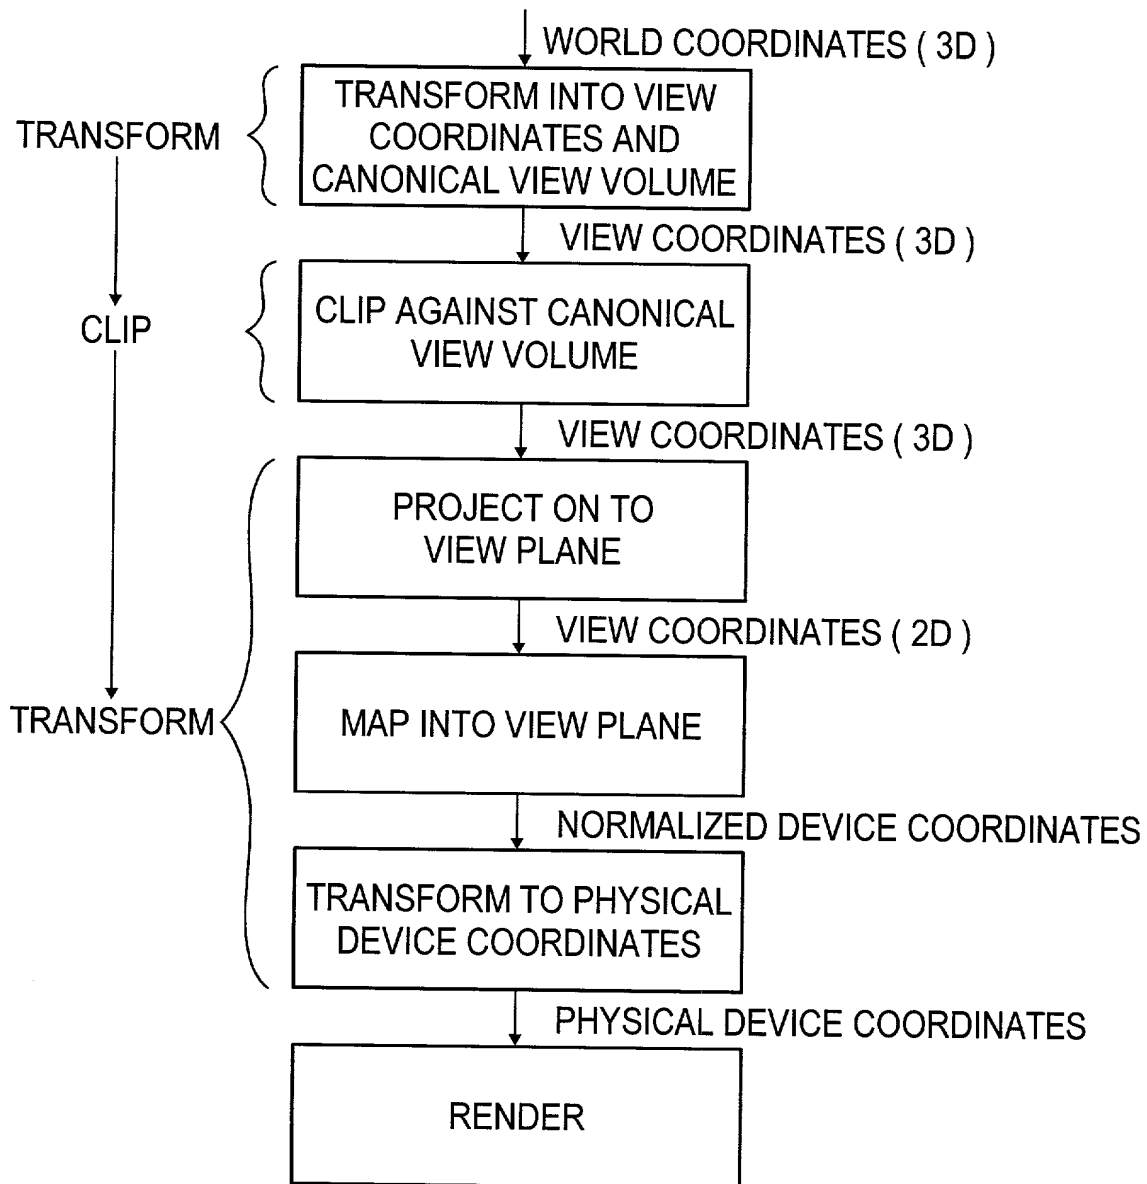 WORLD COORDINATES ( 3D )
TRANSFORM
TRANSFORM INTO VIEW
COORDINATES AND
CANONICAL VIEW VOLUME
VIEW COORDINATES ( 3D )
CLIP
CLIP AGAINST CANONICAL
VIEW VOLUME
VIEW COORDINATES ( 3D )
PROJECT ON TO
VIEW PLANE
VIEW COORDINATES ( 2D )
TRANSFORM
MAP INTO VIEW PLANE
NORMALIZED DEVICE COORDINATES
TRANSFORM TO PHYSICAL
DEVICE COORDINATES
PHYSICAL DEVICE COORDINATES
RENDER